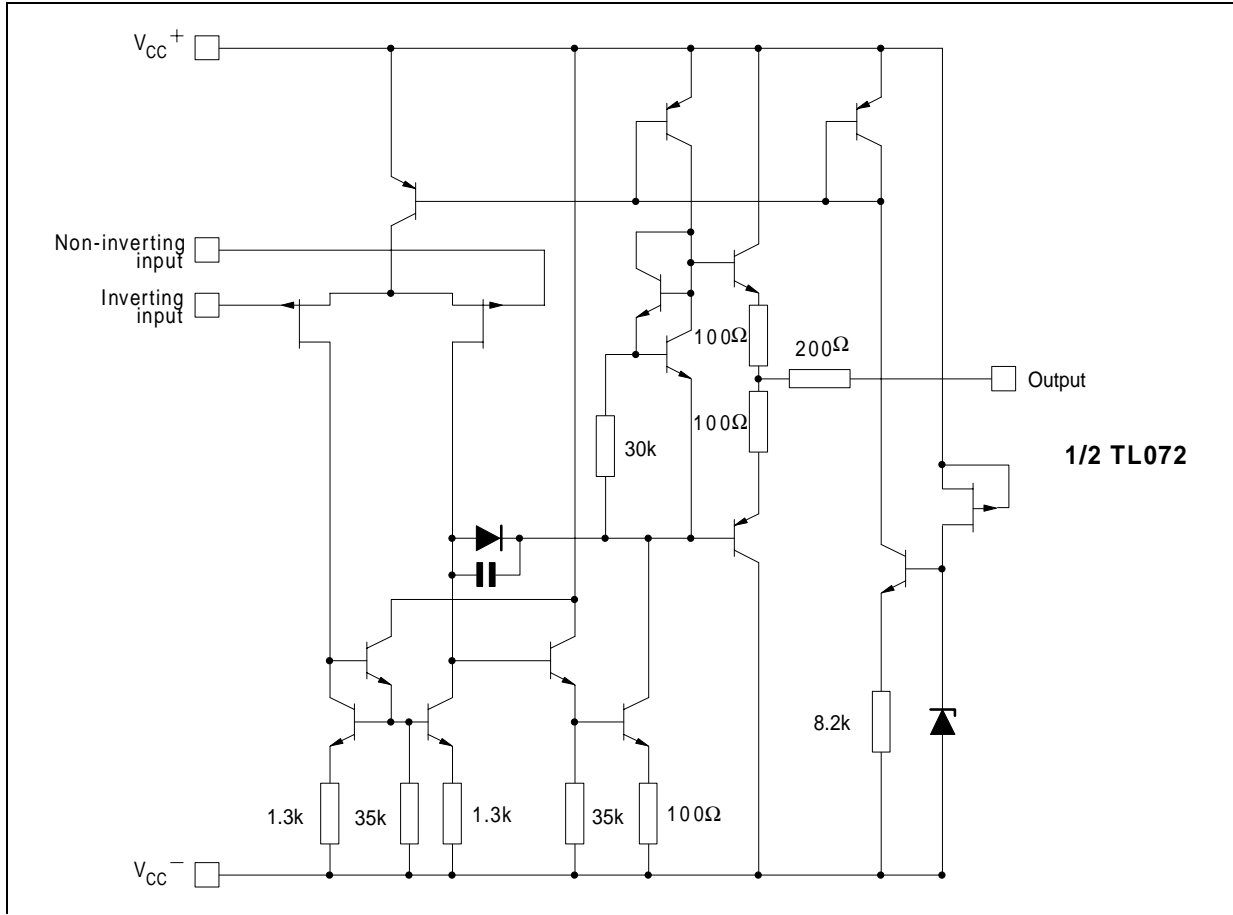 VCC+
Non-inverting
input
Inverting
input
100Ω
200Ω
Output
100Ω
30k
1/2 TL072
8.2k
1.3k
35k
1.3k
35k
100Ω
VCC−